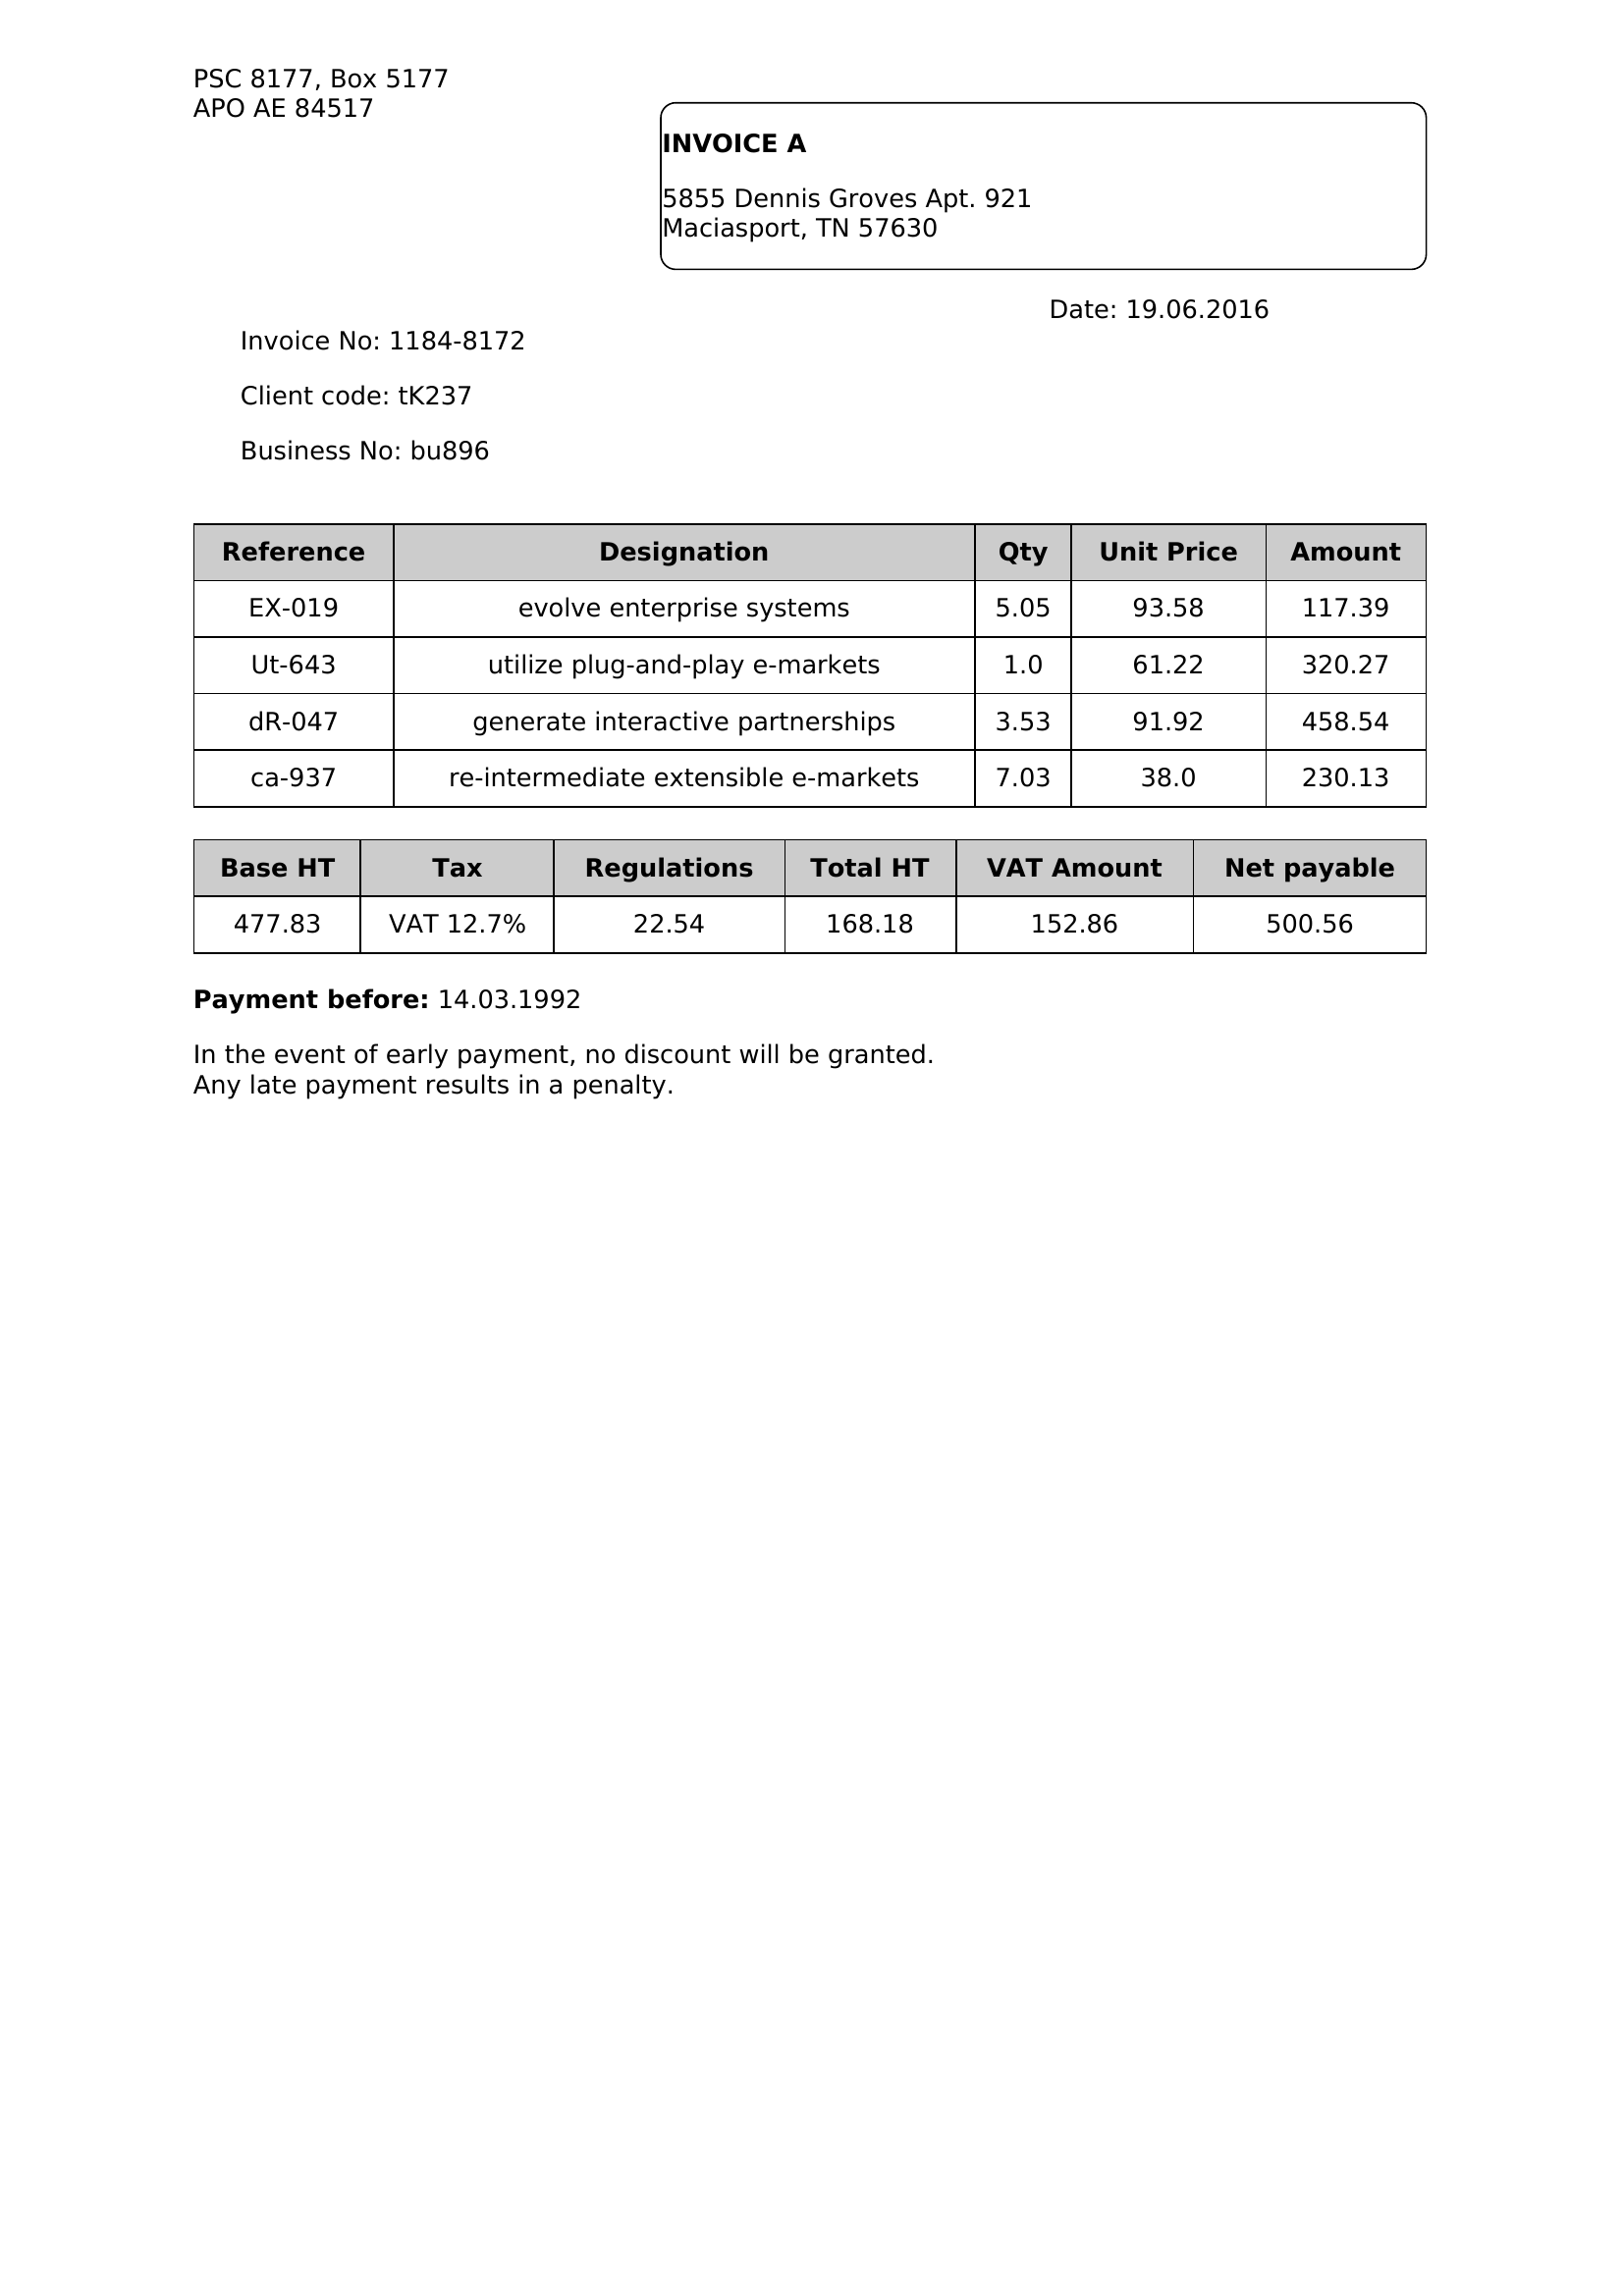 PSC 8177, Box 5177
APO AE 84517
INVOICE A
5855 Dennis Groves Apt. 921
Maciasport, TN 57630
Date: 19.06.2016
Invoice No: 1184-8172
Client code: tK237
Business No: bu896
Reference Designation Qty Unit Price Amount
EX-019 evolve enterprise systems 5.05 93.58 117.39
Ut-643 utilize plug-and-play e-markets 1.0 61.22 320.27
dR-047 generate interactive partnerships 3.53 91.92 458.54
ca-937 re-intermediate extensible e-markets 7.03 38.0 230.13
Base HT Tax Regulations Total HT VAT Amount Net payable
477.83 VAT 12.7% 22.54 168.18 152.86 500.56
Payment before: 14.03.1992
In the event of early payment, no discount will be granted.
Any late payment results in a penalty.